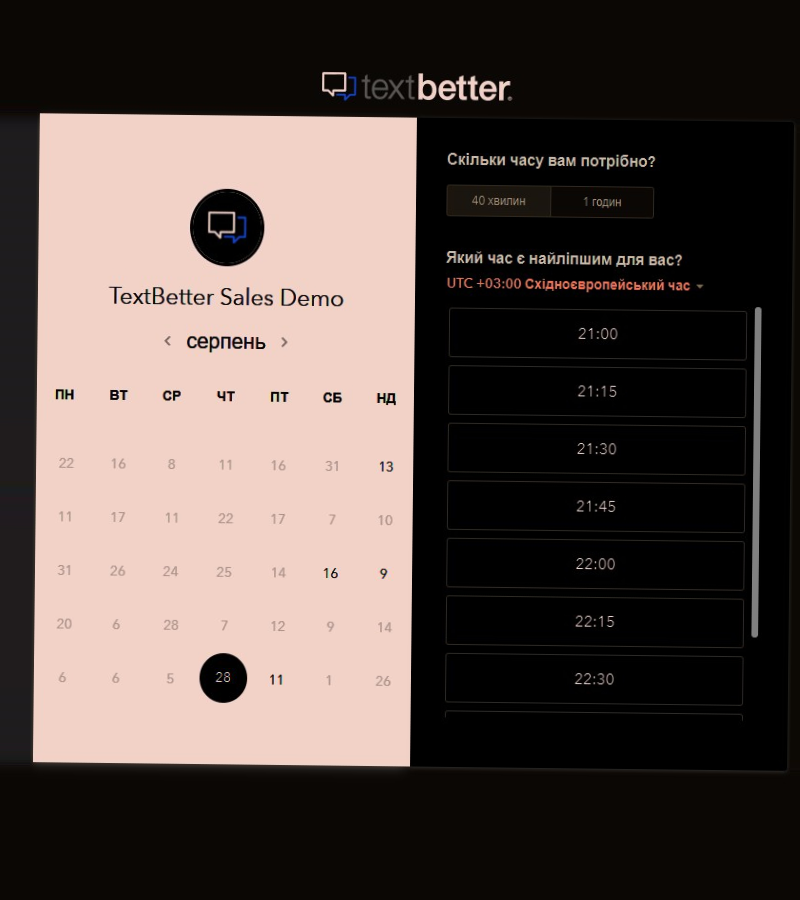 textbetter.
TextBetter Sales Demo
серпень
ПН ВТ СР ЧТ ПТ СБ НД
22 16 8 11 16 31 13
11 17 11 22 17 7 10
31 26 24 25 14 16 9
20 6 28 7 12 9 14
6 6 5 28 11 1 26
Скільки часу вам потрібно?
40 хвилин 1 годин
Який час є найліпшим для вас?
UTC +03:00 Східноєвропейський час
21:00
21:15
21:30
21:45
22:00
22:15
22:30